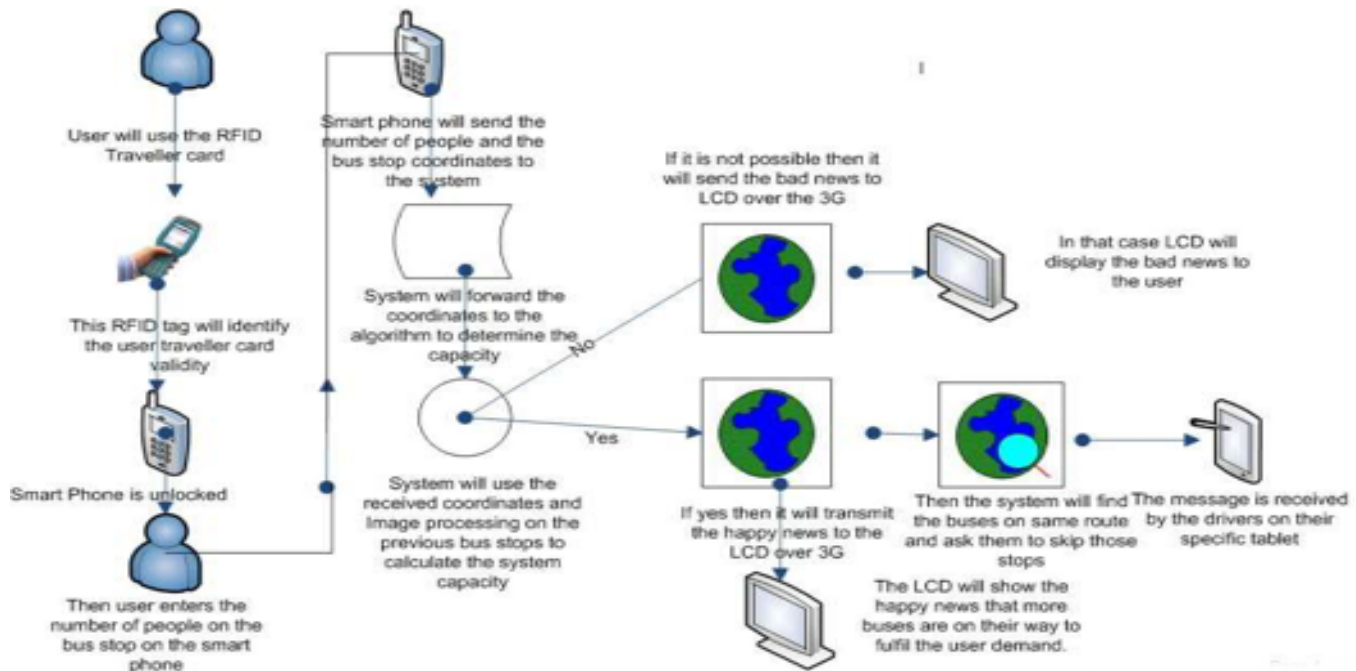 User will use the RFID
Traveller card
This RFID tag will identify
the user traveller card
validity
Smart Phone is unlocked
Then user enters the
number of people on the
bus stop on the smart
phone
Smart phone will send the
number of people and the
bus stop coordinates to
the system
System will forward the
coordinates to the
algorithm to determine the
capacity
System will use the
received coordinates and
Image processing on the
previous bus stops to
calculate the system
capacity
No
Yes
If it is not possible then it
will send the bad news to
LCD over the 3G
In that case LCD will
display the bad news to
the user
If yes then it will transmit
the happy news to the
LCD over 3G
The LCD will show the
happy news that more
buses are on their way to
fulfil the user demand.
Then the system will find
the buses on same route
and ask them to skip those
stops
The message is received
by the drivers on their
specific tablet